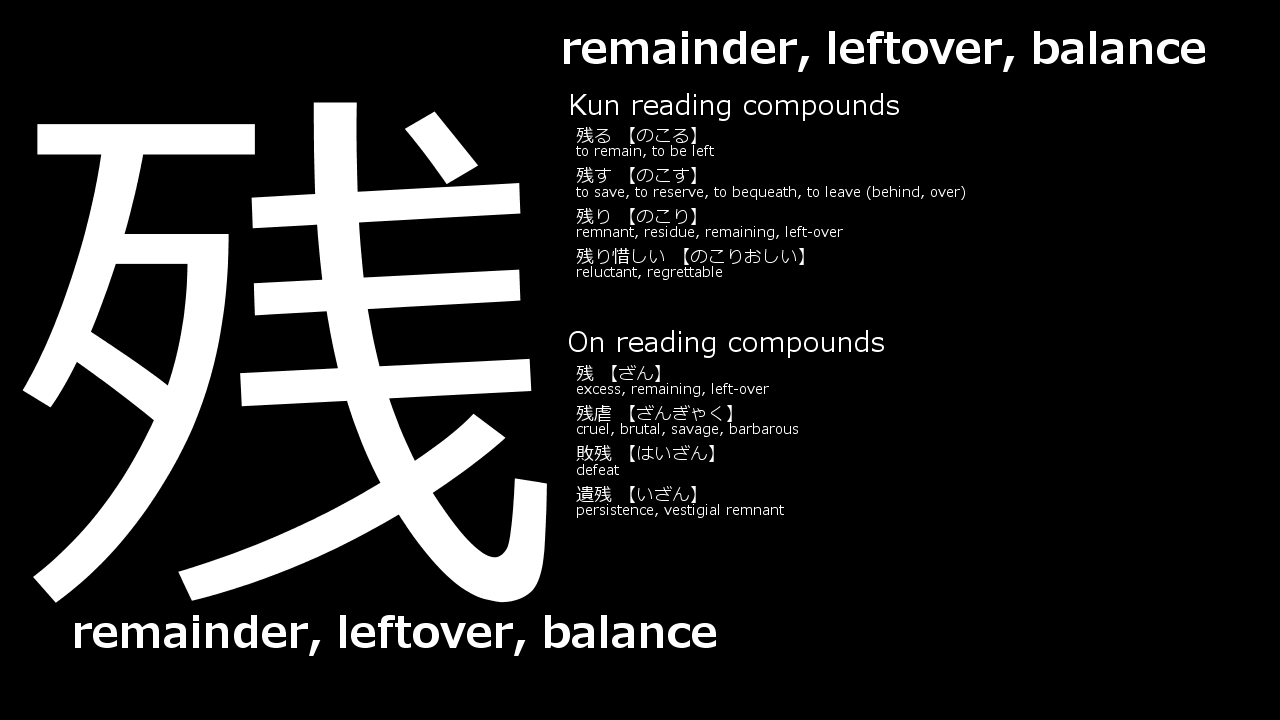 remainder, leftover, balance
残
Kun reading compounds
残る 【のこる】
to remain, to be left
残す 【のこす】
to save, to reserve, to bequeath, to leave (behind, over)
残り 【のこり】
remnant, residue, remaining, left-over
残り惜しい 【のこりおしい】
reluctant, regrettable
On reading compounds
残 【ざん】
excess, remaining, left-over
残虐 【ざんぎゃく】
cruel, brutal, savage, barbarous
敗残 【はいざん】
defeat
遺残 【いざん】
persistence, vestigial remnant
remainder, leftover, balance